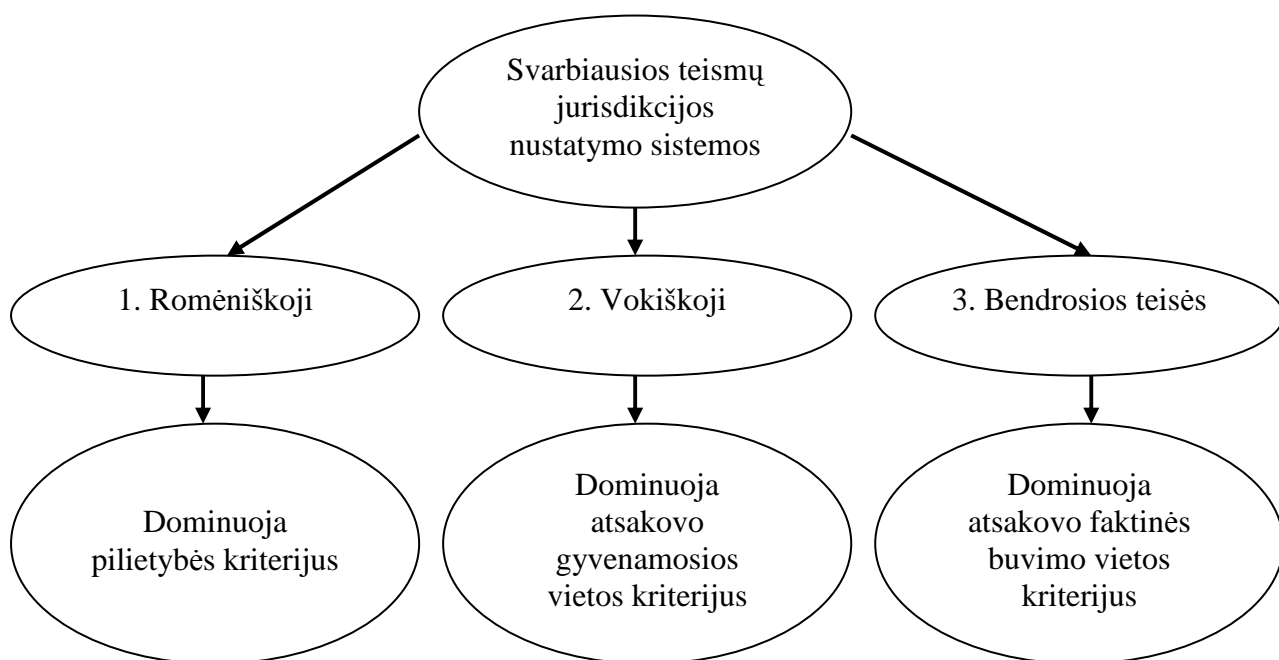 Svarbiausios teismų
jurisdikcijos
nustatymo sistemos
1. Romėniškoji
2. Vokiškoji
3. Bendrosios teisės
Dominuoja
pilietybės kriterijus
Dominuoja
atsakovo
gyvenamosios
vietos kriterijus
Dominuoja
atsakovo faktinės
buvimo vietos
kriterijus